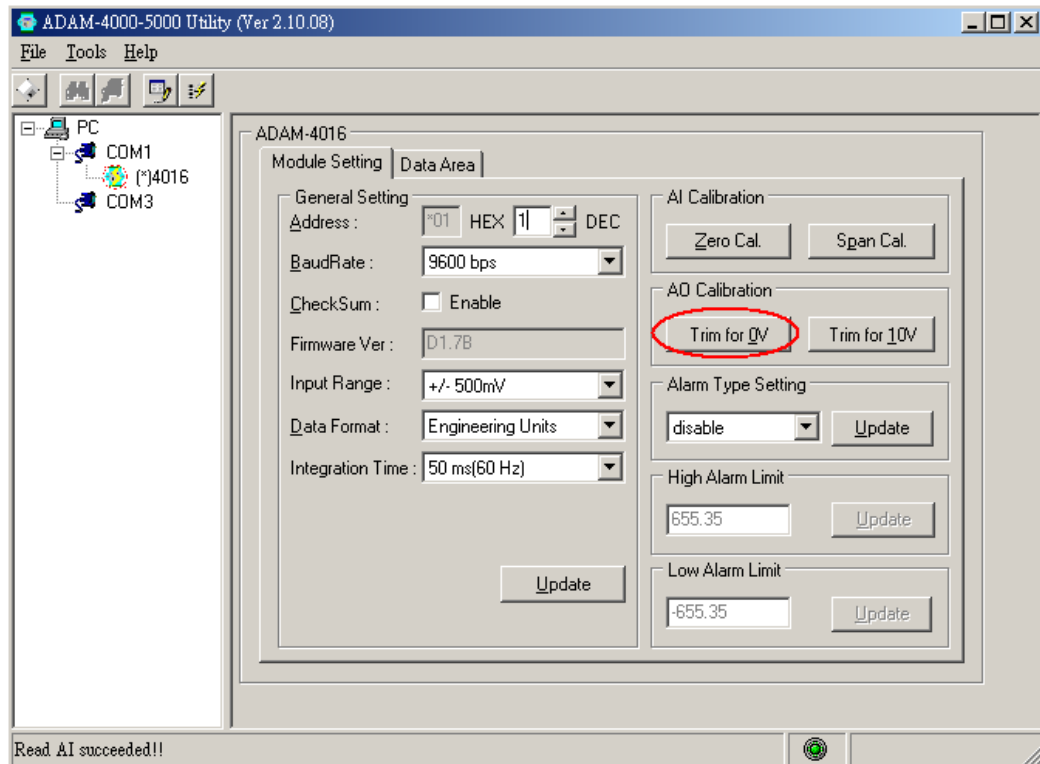 ADAM-4000-5000 Utility (Ver 2.10.08)
File Tools Help
PC
COM1
(*)4016
COM3
ADAM-4016
Module Setting Data Area
General Setting
Address : *01 HEX 1 DEC
BaudRate : 9600 bps
CheckSum : Enable
Firmware Ver : D1.7B
Input Range : +/- 500mV
Data Format : Engineering Units
Integration Time : 50 ms(60 Hz)
Update
AI Calibration
Zero Cal. Span Cal.
AO Calibration
Trim for 0V Trim for 10V
Alarm Type Setting
disable Update
High Alarm Limit
655.35 Update
Low Alarm Limit
-655.35 Update
Read AI succeeded!!